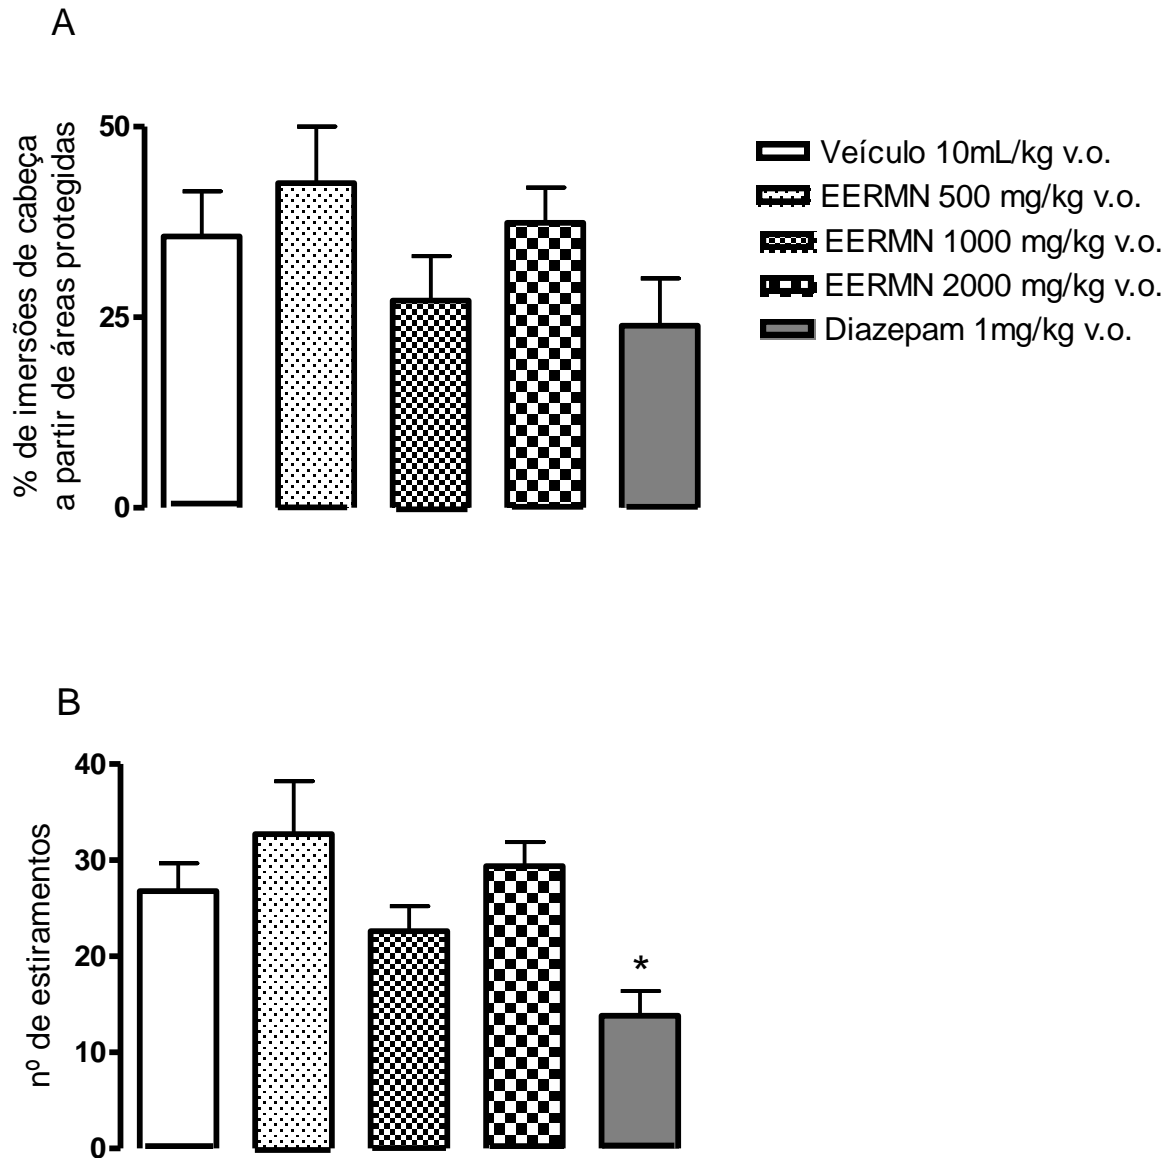 A
% de imersões de cabeça
a partir de áreas protegidas
50
25
0
Veículo 10mL/kg v.o.
EERMN 500 mg/kg v.o.
EERMN 1000 mg/kg v.o.
EERMN 2000 mg/kg v.o.
Diazepam 1mg/kg v.o.
B
nº de estiramentos
40
30
20
10
0
*